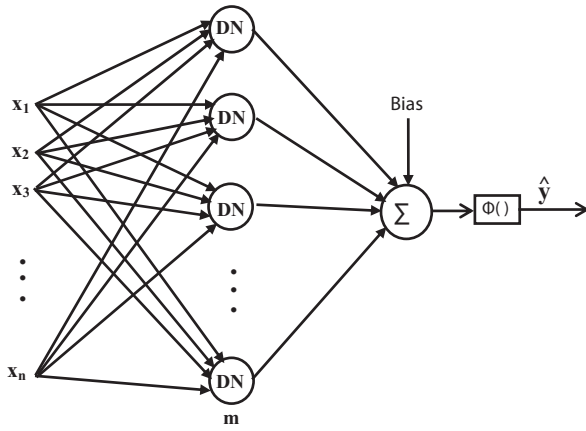 DN
Bias
x₁
DN
x₂
x₃
DN
Σ
Φ( )
ŷ
xₙ
DN
m